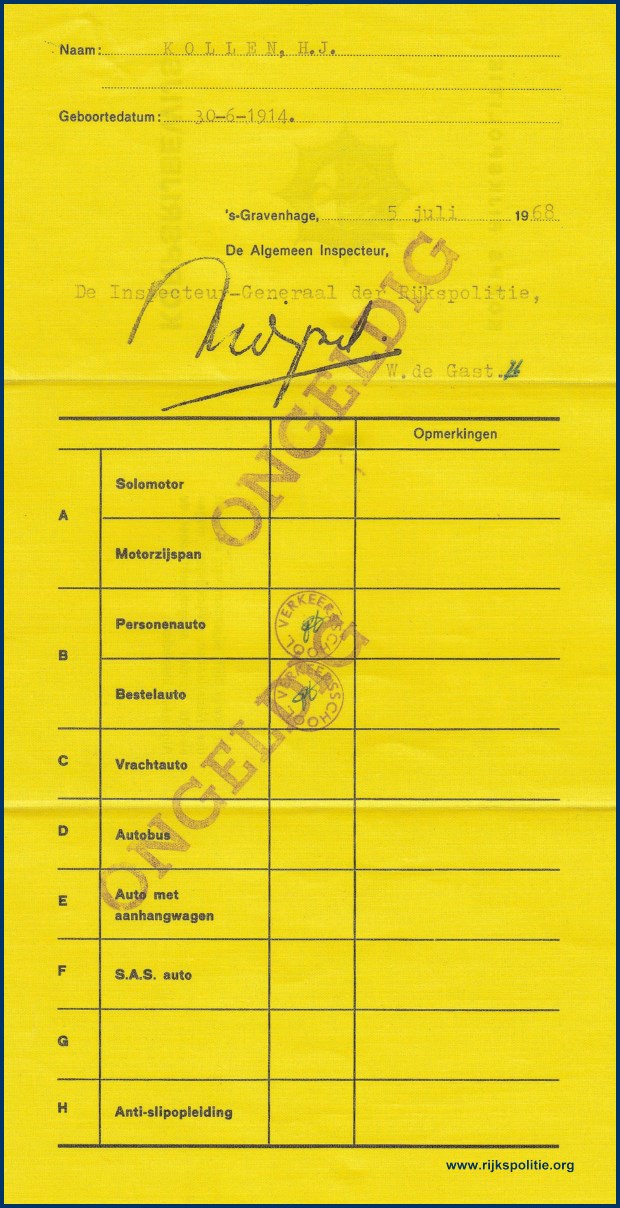 Naam: KOLLEN, H.J.
Geboortedatum: 30-6-1914.
's-Gravenhage, 5 juli 1968
De Algemeen Inspecteur,
De Inspecteur-Generaal der Rijkspolitie,
W. de Gast.
ONGELDIG
Opmerkingen
A
Solomotor
Motorzijspan
B
Personenauto
VERKEERSSCHOOL
Bestelauto
VERKEERSSCHOOL
ONGELDIG
C Vrachtauto
D Autobus
E Auto met
aanhangwagen
F S.A.S. auto
G
H Anti-slipopleiding
www.rijkspolitie.org